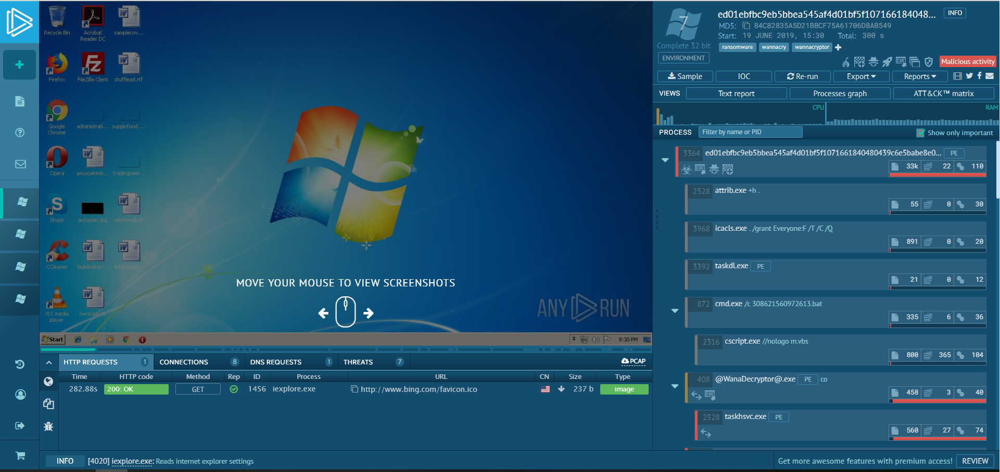 Recycle Bin
Acrobat Reader DC
samplecov...
Firefox
FileZilla Client
stufflead.rtf
Google Chrome
administrati...
supplyfood....
Opera
associatesh...
tradingmee...
Skype
autoplan.jpg
withinwell.rtf
CCleaner
buildmateri...
additionpri...
VLC media player
herstart.rtf
MOVE YOUR MOUSE TO VIEW SCREENSHOTS
ANY RUN
Start
8:30 PM
HTTP REQUESTS 1
CONNECTIONS 8
DNS REQUESTS 1
THREATS 7
PCAP
Time HTTP code Method Rep ID Process URL CN Size Type
282.88s 200: OK GET 1456 iexplore.exe http://www.bing.com/favicon.ico 237 b image
INFO [4020] iexplore.exe: Reads internet explorer settings
Get more awesome features with premium access! REVIEW
7
Complete 32 bit
ENVIRONMENT
ed01ebfbc9eb5bbea545af4d01bf5f107166184048... INFO
MD5: 84C82835A5D21BBCF75A61706D8AB549
Start: 19 JUNE 2019, 15:30 Total: 300 s
ransomware wannacry wannacryptor +
Malicious activity
Sample IOC Re-run Export Reports
VIEWS Text report Processes graph ATT&CK™ matrix
CPU RAM
PROCESS Filter by name or PID Show only important
3364 ed01ebfbc9eb5bbea545af4d01bf5f1071661840480439c6e5babe8e0... PE
EXE
33k 22 110
2528 attrib.exe +h .
55 0 30
3968 icacls.exe . /grant Everyone:F /T /C /Q
891 0 20
3392 taskdl.exe PE
21 0 12
872 cmd.exe /c 308621560972613.bat
335 6 36
2316 cscript.exe //nologo m.vbs
800 365 104
408 @WanaDecryptor@.exe PE co
EXE
458 3 40
2528 taskhsvc.exe PE
560 27 74